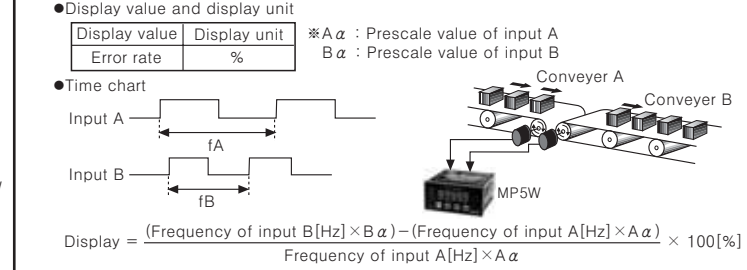 ●Display value and display unit
Display value Display unit
Error rate %
※Aα : Prescale value of input A
Bα : Prescale value of input B
●Time chart
Input A
fA
Input B
fB
Conveyer A
Conveyer B
MP5W
Display = (Frequency of input B[Hz]×Bα)−(Frequency of input A[Hz]×Aα) × 100[%]
Frequency of input A[Hz]×Aα